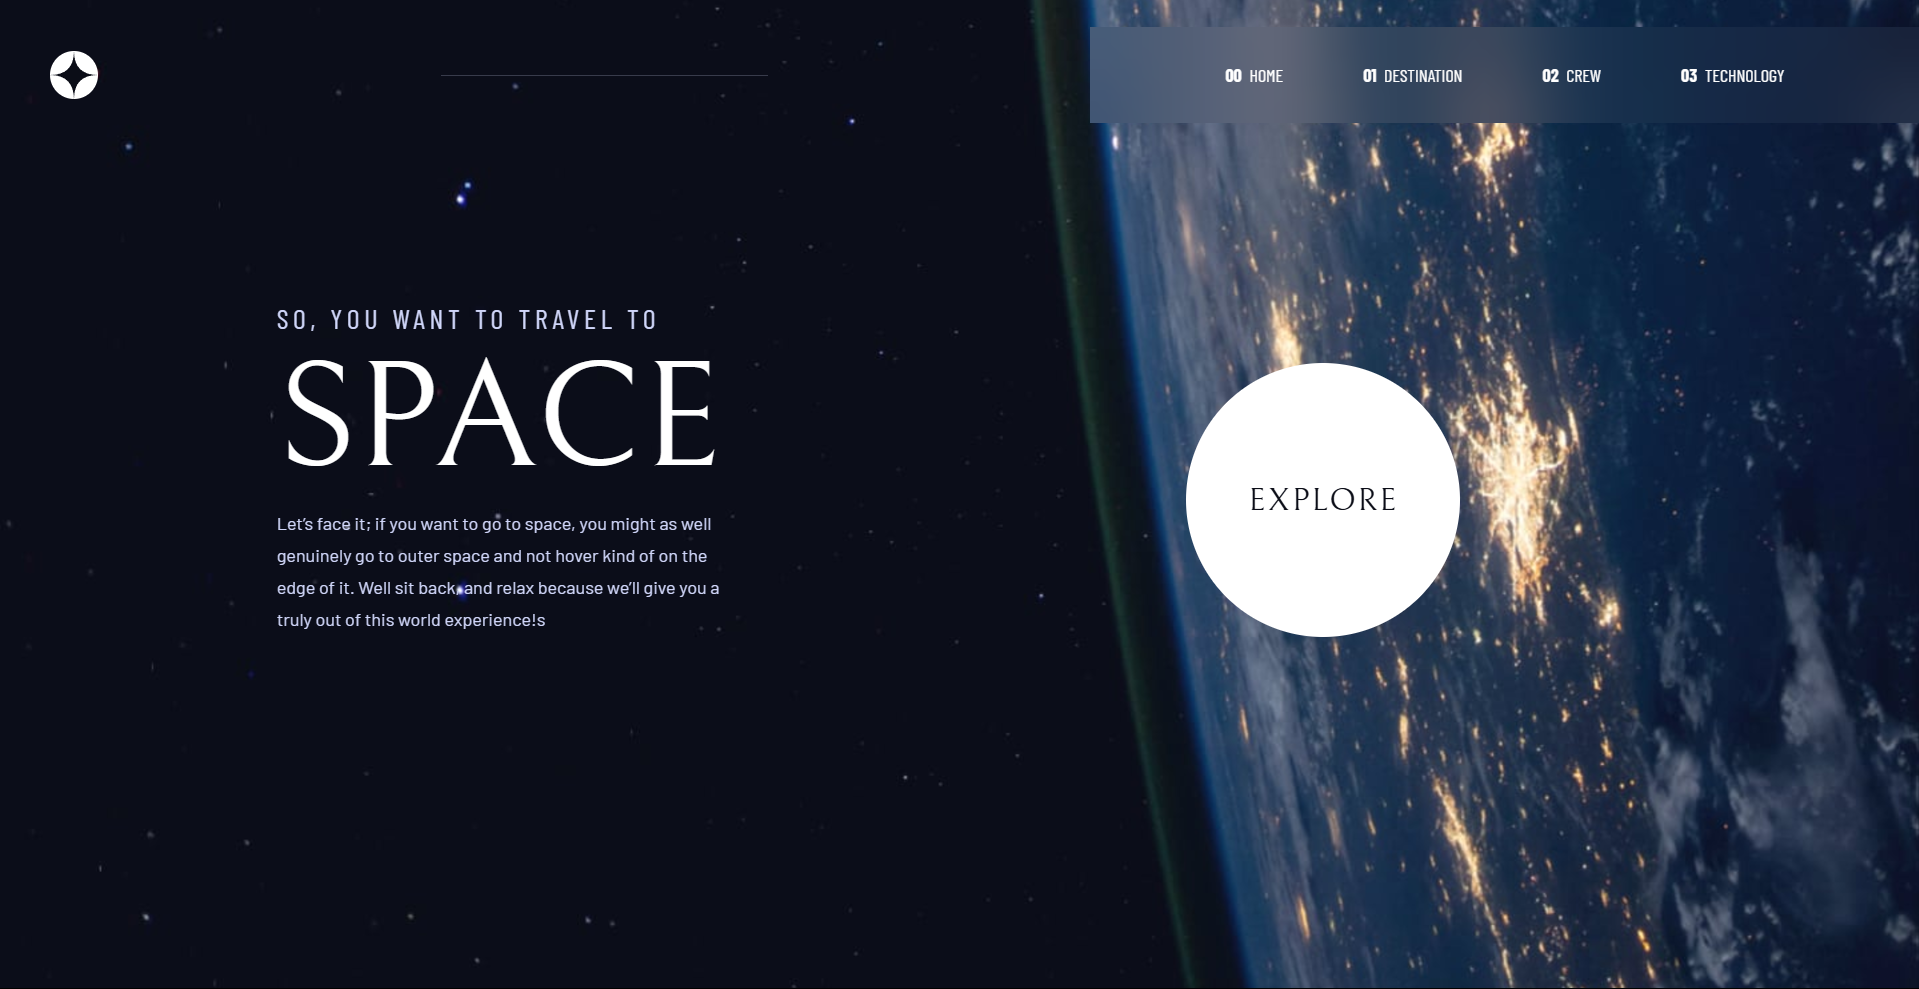 00 HOME 01 DESTINATION 02 CREW 03 TECHNOLOGY
SO, YOU WANT TO TRAVEL TO
SPACE
Let’s face it; if you want to go to space, you might as well
genuinely go to outer space and not hover kind of on the
edge of it. Well sit back, and relax because we’ll give you a
truly out of this world experience!s
EXPLORE